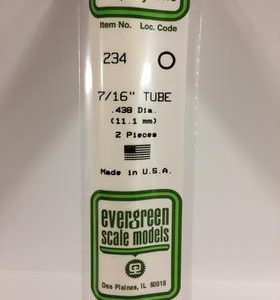 Item No. Loc. Code
234
7/16" TUBE
.438 Dia.
(11.1 mm)
2 Pieces
Made in U.S.A.
evergreen
scale models
Des Plaines, IL 60018